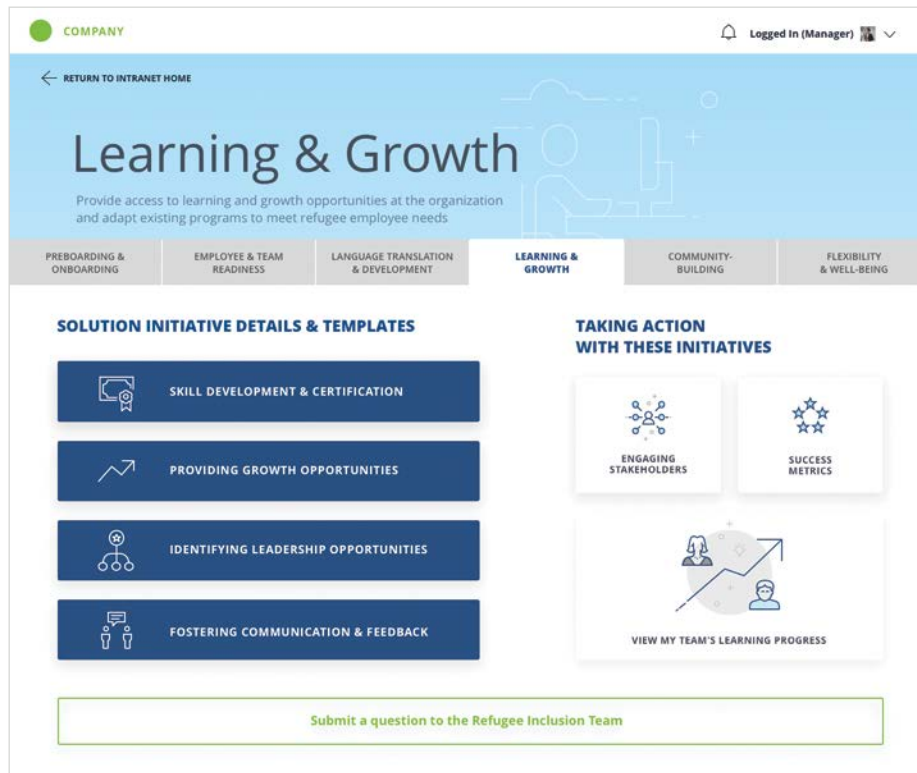 COMPANY
Logged In (Manager)
RETURN TO INTRANET HOME
Learning & Growth
Provide access to learning and growth opportunities at the organization
and adapt existing programs to meet refugee employee needs
PREBOARDING &
ONBOARDING
EMPLOYEE & TEAM
READINESS
LANGUAGE TRANSLATION
& DEVELOPMENT
LEARNING &
GROWTH
COMMUNITY-
BUILDING
FLEXIBILITY
& WELL-BEING
SOLUTION INITIATIVE DETAILS & TEMPLATES
SKILL DEVELOPMENT & CERTIFICATION
PROVIDING GROWTH OPPORTUNITIES
IDENTIFYING LEADERSHIP OPPORTUNITIES
FOSTERING COMMUNICATION & FEEDBACK
TAKING ACTION
WITH THESE INITIATIVES
ENGAGING
STAKEHOLDERS
SUCCESS
METRICS
VIEW MY TEAM'S LEARNING PROGRESS
Submit a question to the Refugee Inclusion Team